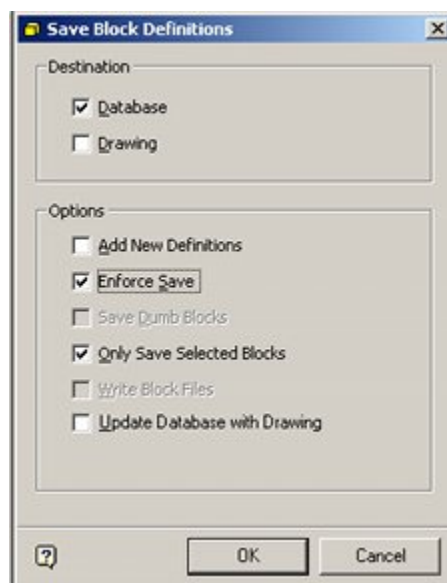 Save Block Definitions
Destination
Database
Drawing
Options
Add New Definitions
Enforce Save
Save Dumb Blocks
Only Save Selected Blocks
Write Block Files
Update Database with Drawing
OK Cancel